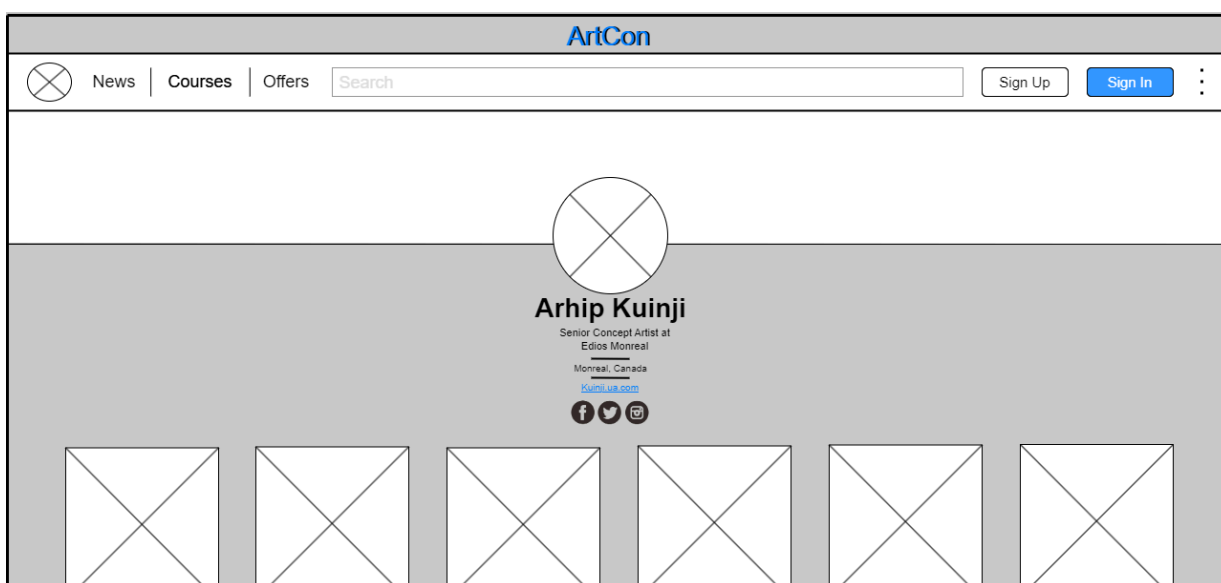 ArtCon
News Courses Offers Search Sign Up Sign In
Arhip Kuinji
Senior Concept Artist at
Edios Monreal
Monreal, Canada
Kuinji.ua.com